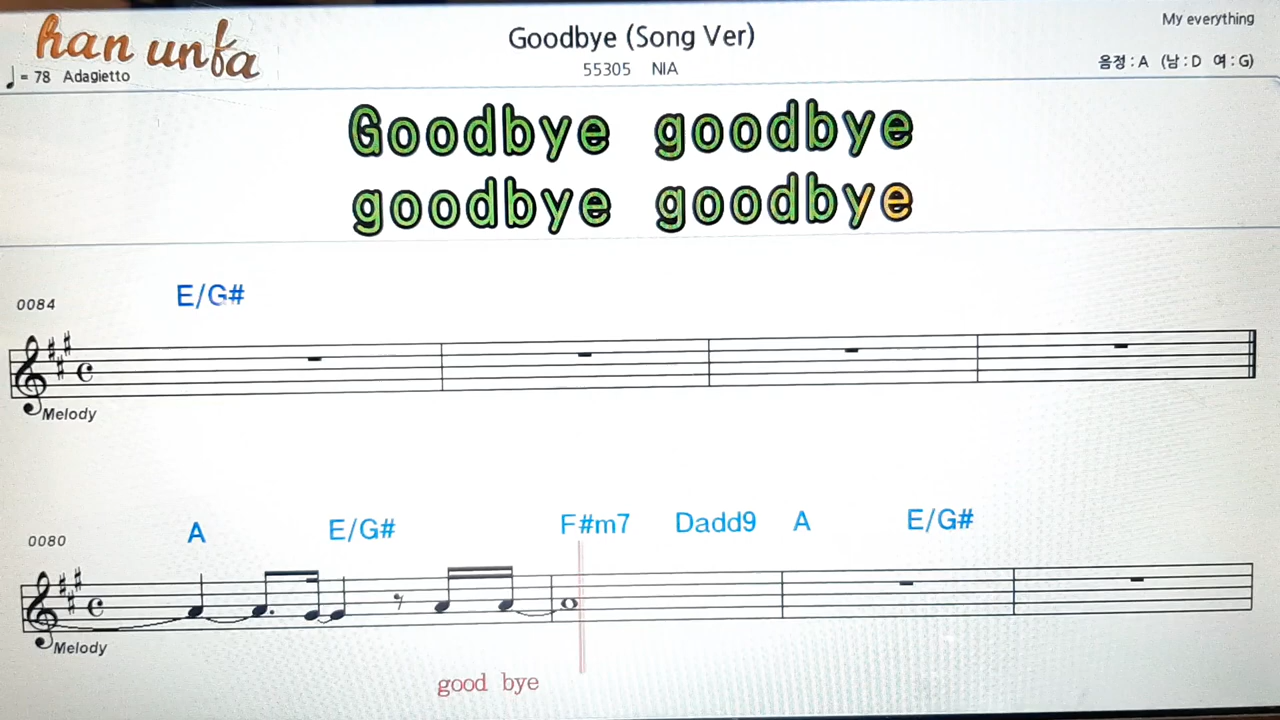 han unfa
♩= 78 Adagietto
Goodbye (Song Ver)
55305 NIA
My everything
음정 : A (남 : D 여 : G)
Goodbye goodbye
goodbye goodbye
0084
E/G#
Melody
0080
A E/G# F#m7 Dadd9 A E/G#
Melody
good bye